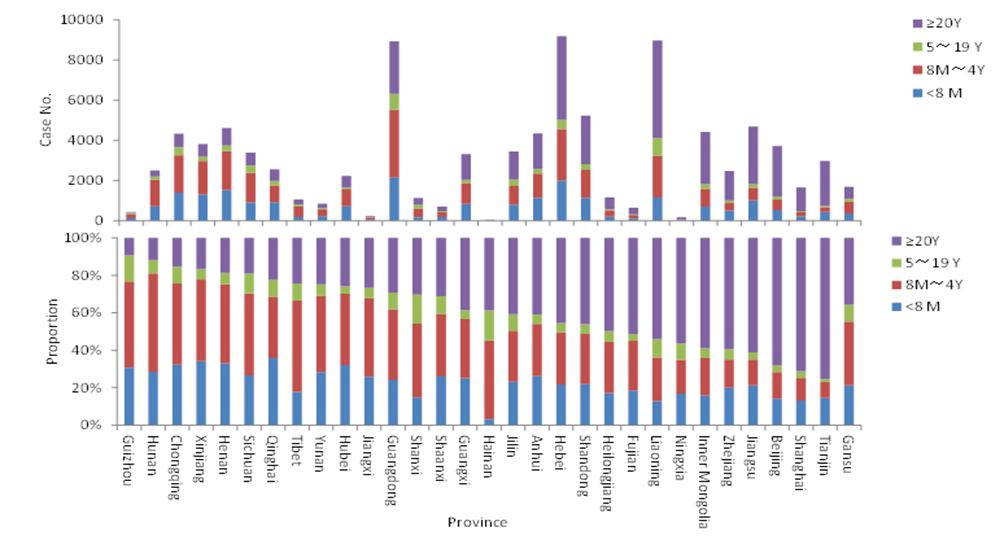 10000
8000
6000
4000
2000
0
Case No.
≥20Y
5～19 Y
8M～4Y
<8 M
100%
80%
60%
40%
20%
0%
Proportion
≥20Y
5～19 Y
8M～4Y
<8 M
Guizhou
Hunan
Chongqing
Xinjiang
Henan
Sichuan
Qinghai
Tibet
Yunan
Hubei
Jiangxi
Guangdong
Shanxi
Shaanxi
Guangxi
Hainan
Jilin
Anhui
Hebei
Shandong
Heilongjiang
Fujian
Liaoning
Ningxia
Inner Mongolia
Zhejiang
Jiangsu
Beijing
Shanghai
Tianjin
Gansu
Province